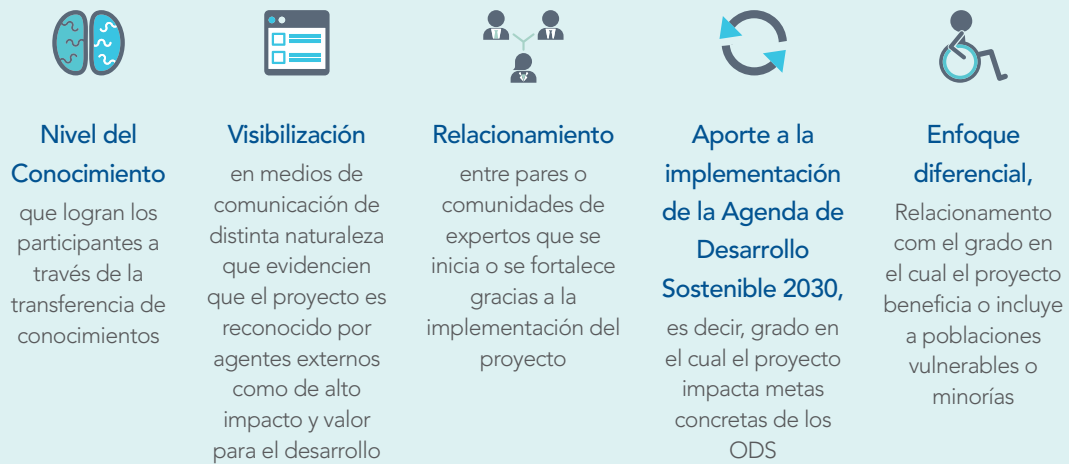 Nivel del
Conocimiento
que logran los
participantes a
través de la
transferencia de
conocimientos
Visibilización
en medios de
comunicación de
distinta naturaleza
que evidencien
que el proyecto es
reconocido por
agentes externos
como de alto
impacto y valor
para el desarrollo
Relacionamiento
entre pares o
comunidades de
expertos que se
inicia o se fortalece
gracias a la
implementación del
proyecto
Aporte a la
implementación
de la Agenda de
Desarrollo
Sostenible 2030,
es decir, grado en
el cual el proyecto
impacta metas
concretas de los
ODS
Enfoque
diferencial,
Relacionamento
com el grado en
el cual el proyecto
beneficia o incluye
a poblaciones
vulnerables o
minorías